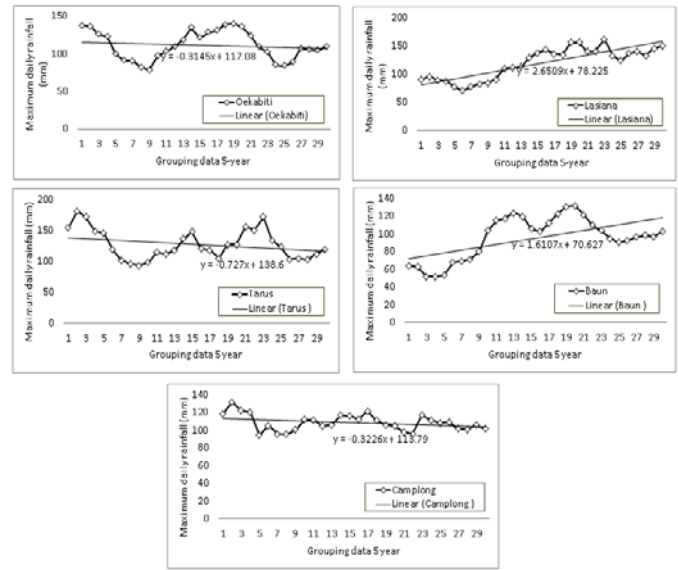 150
100
50
0
Maximum daily rainfall (mm)
y = -0.3145x + 117.08
Oekabiti
Linear (Oekabiti)
1 3 5 7 9 11 13 15 17 19 21 23 25 27 29
Grouping data 5-year
200
150
100
50
0
Maximum daily rainfall (mm)
y = 2.6509x + 78.225
Lasiana
Linear (Lasiana)
1 3 5 7 9 11 13 15 17 19 21 23 25 27 29
Grouping data 5-year
200
150
100
50
0
Maximum daily rainfall (mm)
y = -0.727x + 138.6
Tarus
Linear (Tarus )
1 3 5 7 9 11 13 15 17 19 21 23 25 27 29
Grouping data 5-year
140
120
100
80
60
40
20
0
Maximum daily rainfall (mm)
y = 1.6107x + 70.627
Baun
Linear (Baun )
1 3 5 7 9 11 13 15 17 19 21 23 25 27 29
Grouping data 5-year
140
120
100
80
60
40
20
0
Maximum daily rainfall (mm)
y = -0.3226x + 113.79
Camplong
Linear (Camplong )
1 3 5 7 9 11 13 15 17 19 21 23 25 27 29
Grouping data 5year